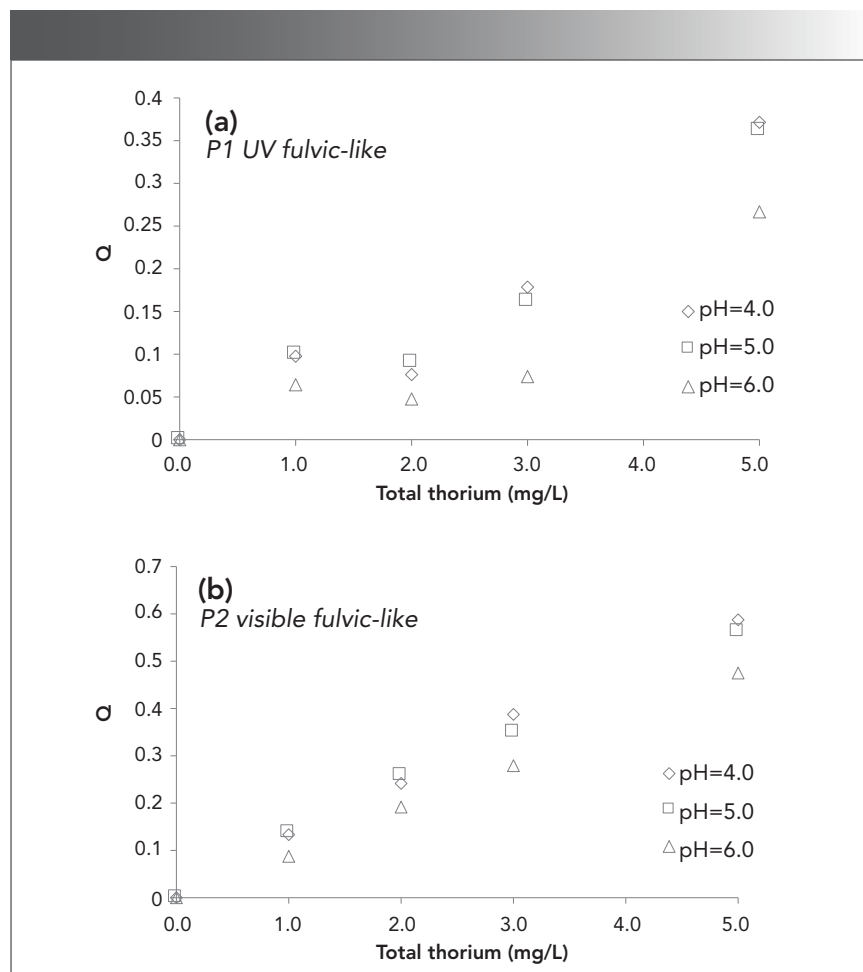 0.4
(a)
P1 UV fulvic-like
0.35
0.3
0.25
Q
0.2
0.15
pH=4.0
0.1
pH=5.0
0.05
pH=6.0
0
0.0 1.0 2.0 3.0 4.0 5.0
Total thorium (mg/L)
0.7
(b)
0.6
P2 visible fulvic-like
0.5
0.4
Q
0.3
pH=4.0
0.2
pH=5.0
0.1
pH=6.0
0
0.0 1.0 2.0 3.0 4.0 5.0
Total thorium (mg/L)